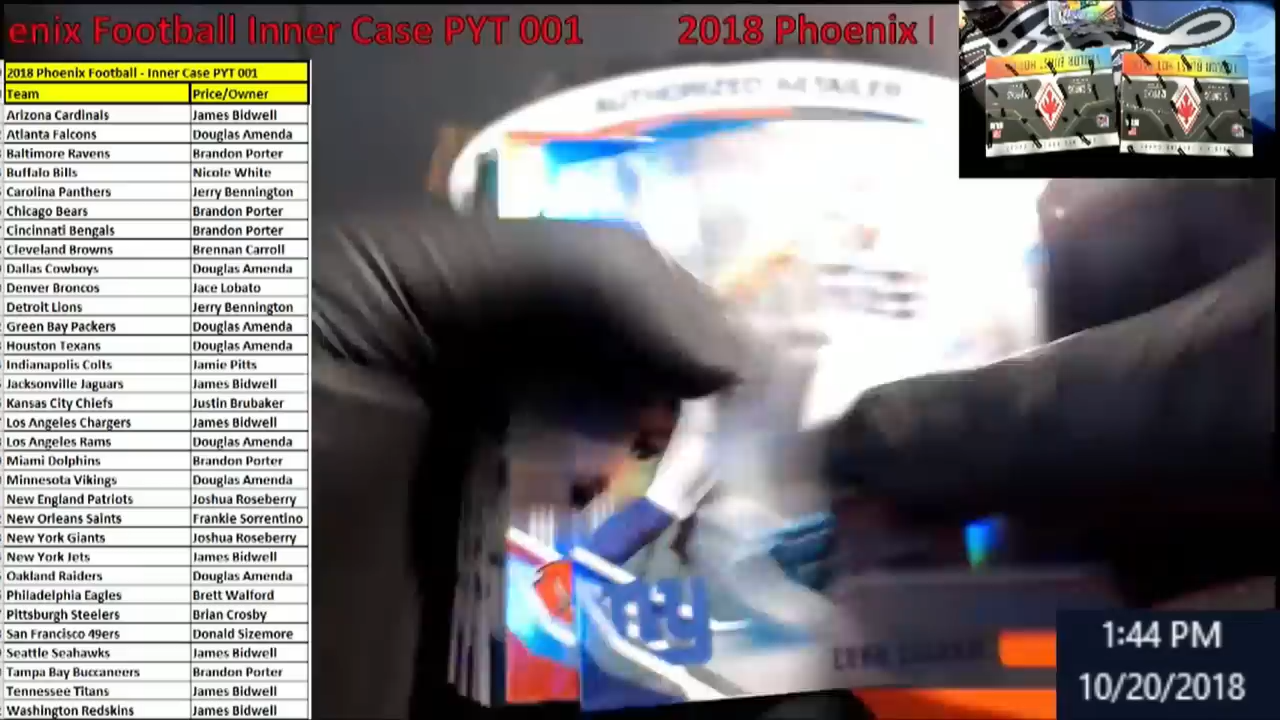 enix Football Inner Case PYT 001 2018 Phoenix
2018 Phoenix Football - Inner Case PYT 001
Team Price/Owner
Arizona Cardinals James Bidwell
Atlanta Falcons Douglas Amenda
Baltimore Ravens Brandon Porter
Buffalo Bills Nicole White
Carolina Panthers Jerry Bennington
Chicago Bears Brandon Porter
Cincinnati Bengals Brandon Porter
Cleveland Browns Brennan Carroll
Dallas Cowboys Douglas Amenda
Denver Broncos Jace Lobato
Detroit Lions Jerry Bennington
Green Bay Packers Douglas Amenda
Houston Texans Douglas Amenda
Indianapolis Colts Jamie Pitts
Jacksonville Jaguars James Bidwell
Kansas City Chiefs Justin Brubaker
Los Angeles Chargers James Bidwell
Los Angeles Rams Douglas Amenda
Miami Dolphins Brandon Porter
Minnesota Vikings Douglas Amenda
New England Patriots Joshua Roseberry
New Orleans Saints Frankie Sorrentino
New York Giants Joshua Roseberry
New York Jets James Bidwell
Oakland Raiders Douglas Amenda
Philadelphia Eagles Brett Walford
Pittsburgh Steelers Brian Crosby
San Francisco 49ers Donald Sizemore
Seattle Seahawks James Bidwell
Tampa Bay Buccaneers Brandon Porter
Tennessee Titans James Bidwell
Washington Redskins James Bidwell
AUTHORIZED RETAILER
ny
1:44 PM
10/20/2018